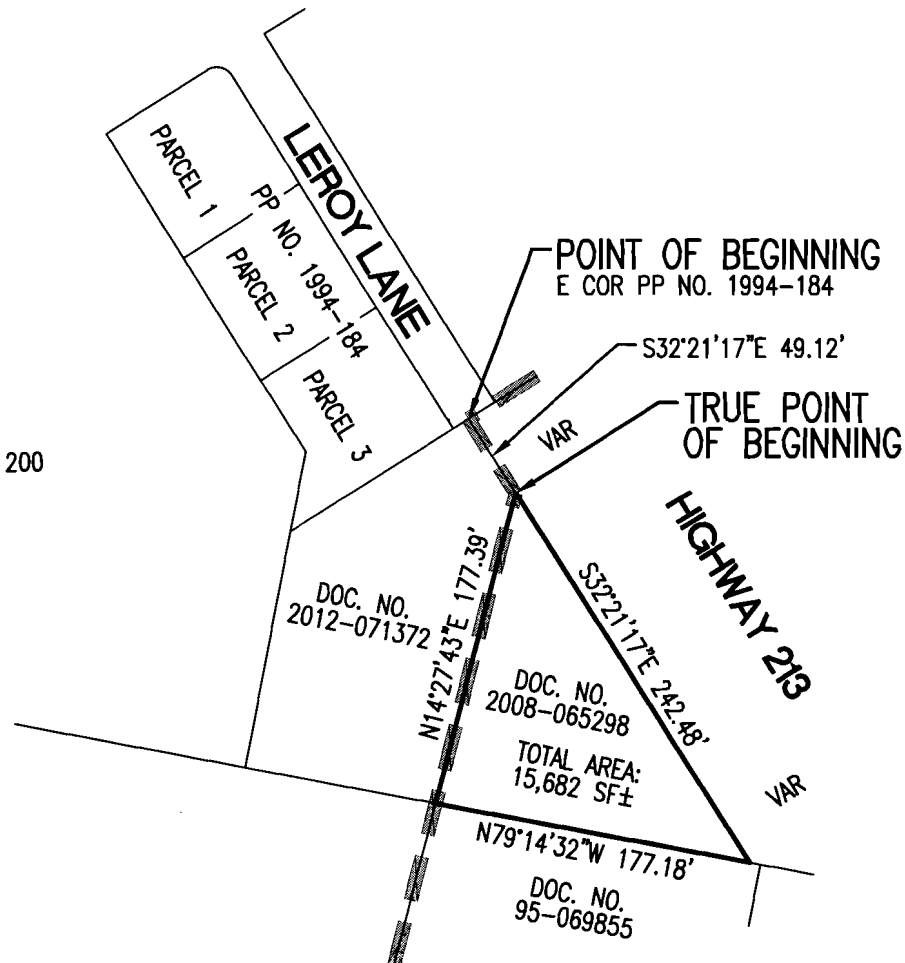 LEROY LANE
PARCEL 1
PP NO. 1994-184
PARCEL 2
PARCEL 3
POINT OF BEGINNING
E COR PP NO. 1994-184
S32°21'17"E 49.12'
TRUE POINT
OF BEGINNING
VAR
200
HIGHWAY 213
N14°27'43"E 177.39'
S32°21'17"E 242.48'
DOC. NO.
2012-071372
DOC. NO.
2008-065298
TOTAL AREA:
15,682 SF±
VAR
N79°14'32"W 177.18'
DOC. NO.
95-069855